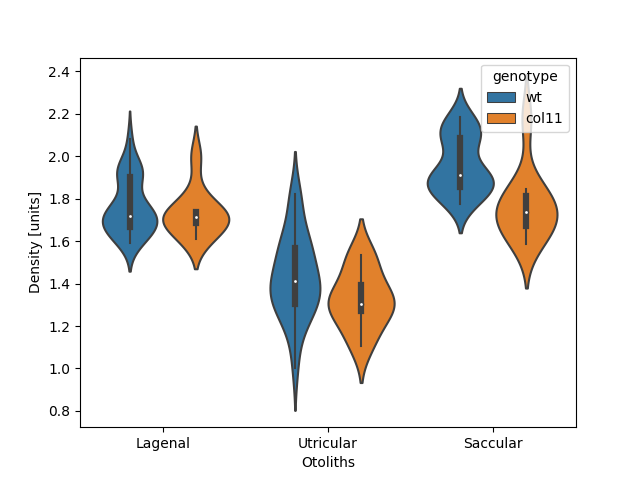 genotype
wt
col11
2.4
2.2
2.0
1.8
1.6
1.4
1.2
1.0
0.8
Density [units]
Lagenal
Utricular
Saccular
Otoliths